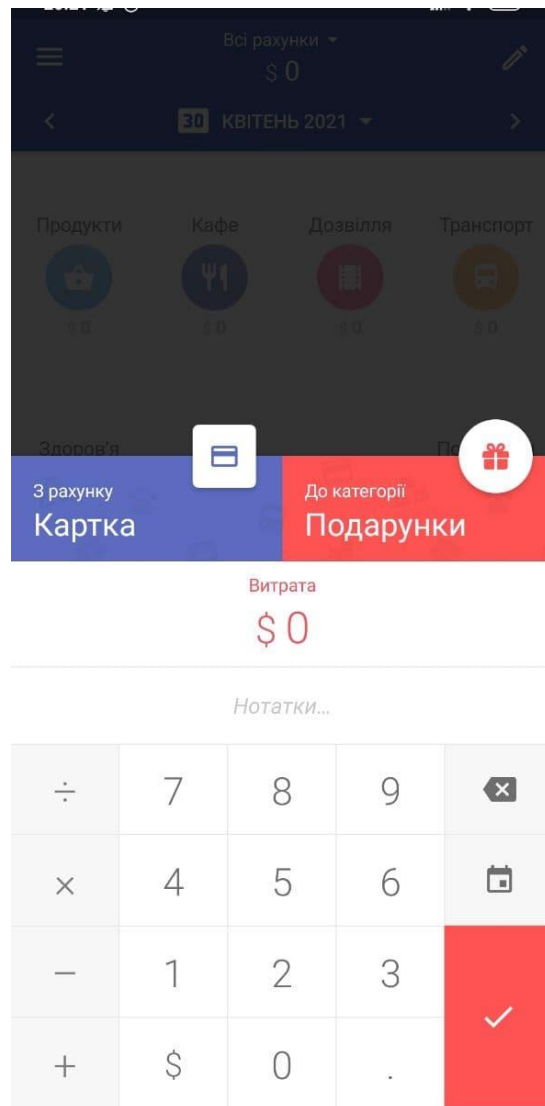 Всі рахунки
$ 0
30 КВІТЕНЬ 2021
Продукти Кафе Дозвілля Транспорт
$ 0 $ 0 $ 0 $ 0
Здоров'я
З рахунку
Картка
До категорії
Подарунки
Витрата
$ 0
Нотатки...
÷ 7 8 9
× 4 5 6
− 1 2 3
+ $ 0 .